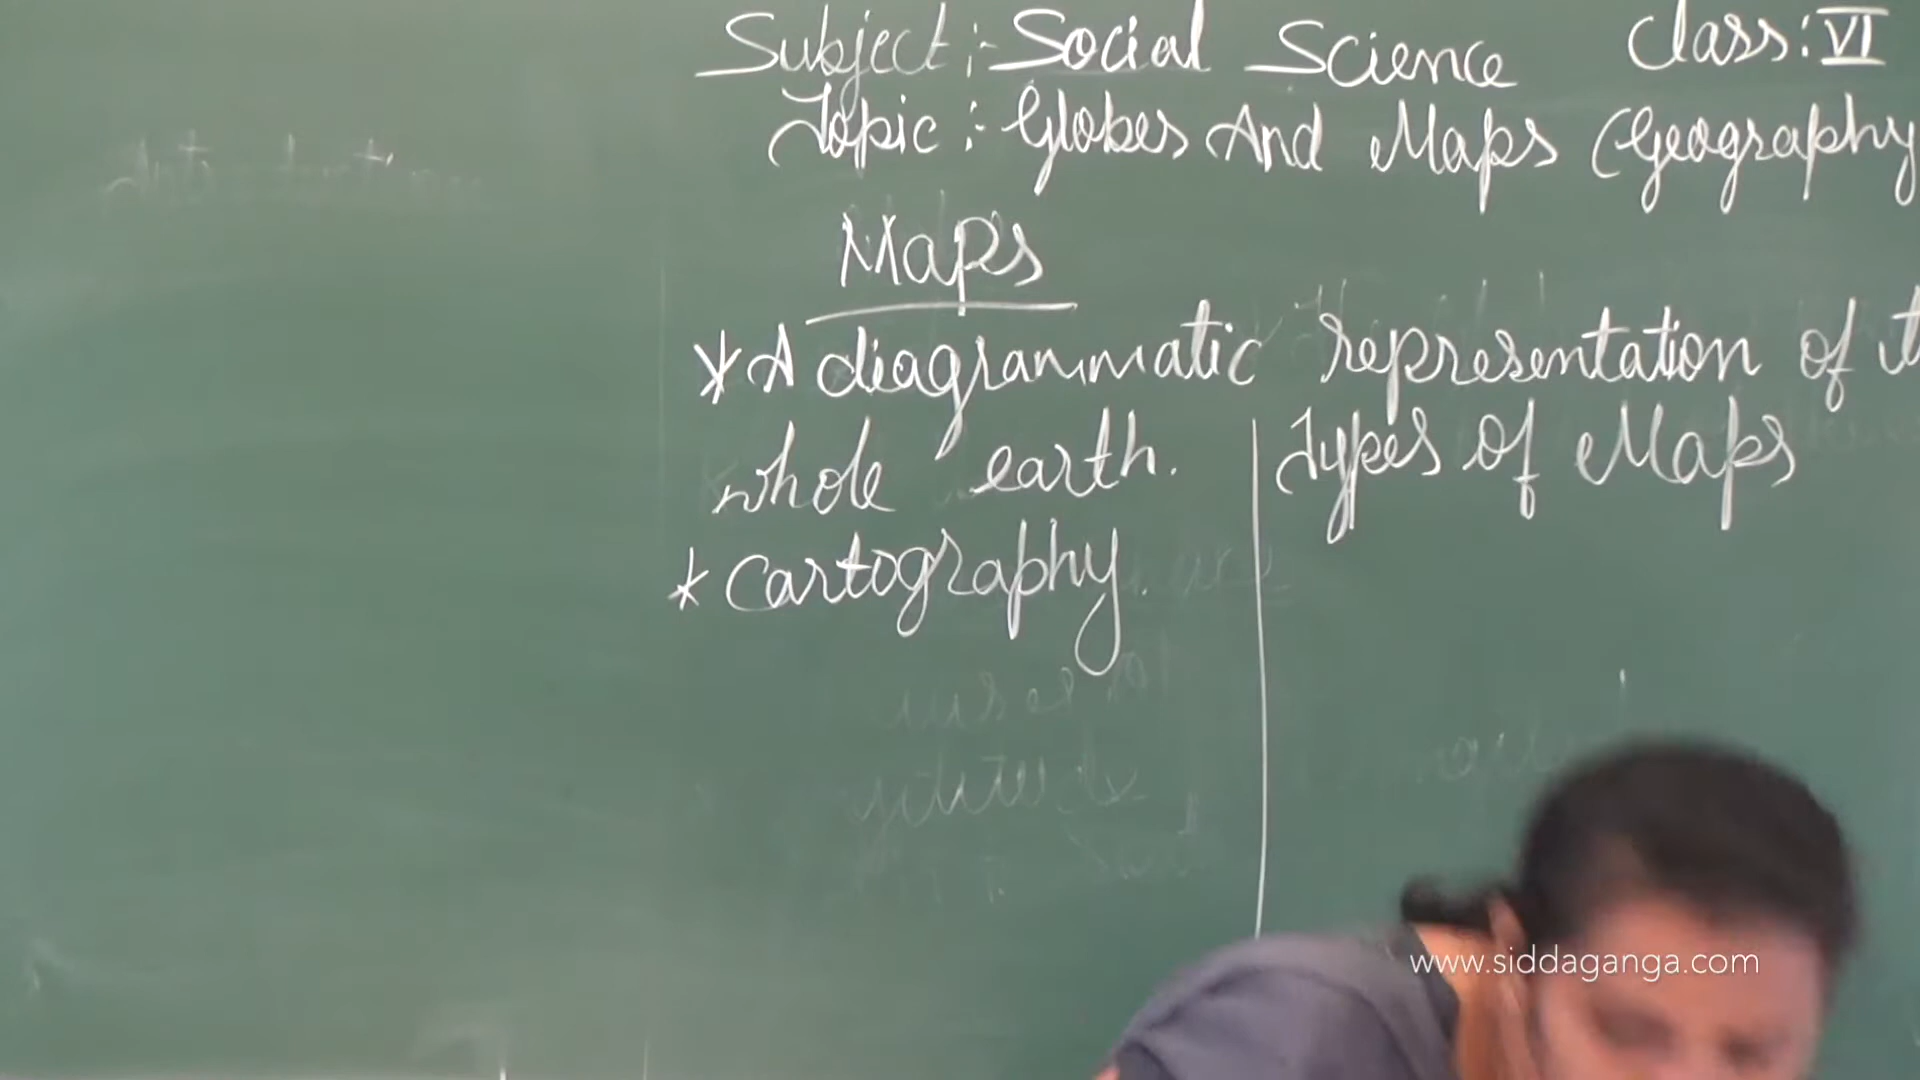 Subject :- Social Science Class: VI
Topic :- Globes And Maps (Geography
Maps
* A diagrammatic representation of
whole earth.
* Cartography.
Types of Maps
www.siddaganga.com